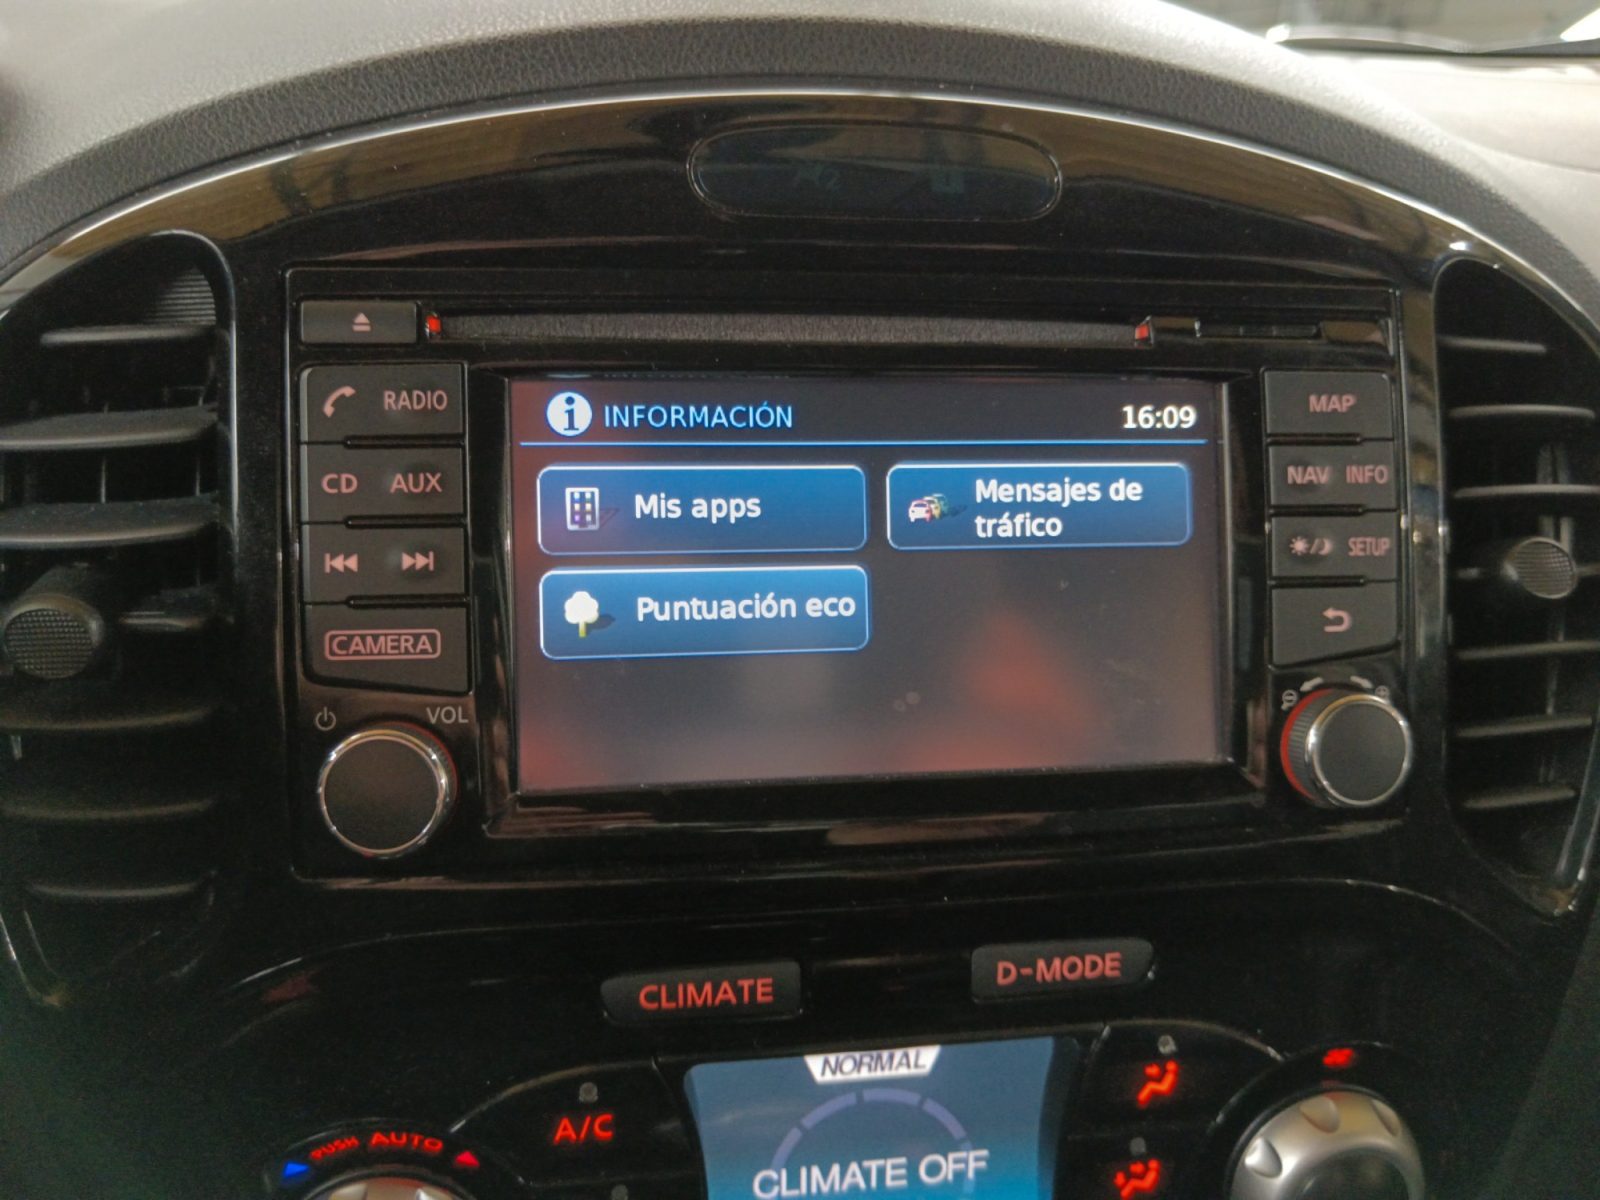 RADIO
CD AUX
CAMERA
VOL
INFORMACIÓN 16:09
Mis apps
Mensajes de
tráfico
Puntuación eco
MAP
NAV INFO
SETUP
CLIMATE
D-MODE
NORMAL
CLIMATE OFF
A/C
PUSH AUTO